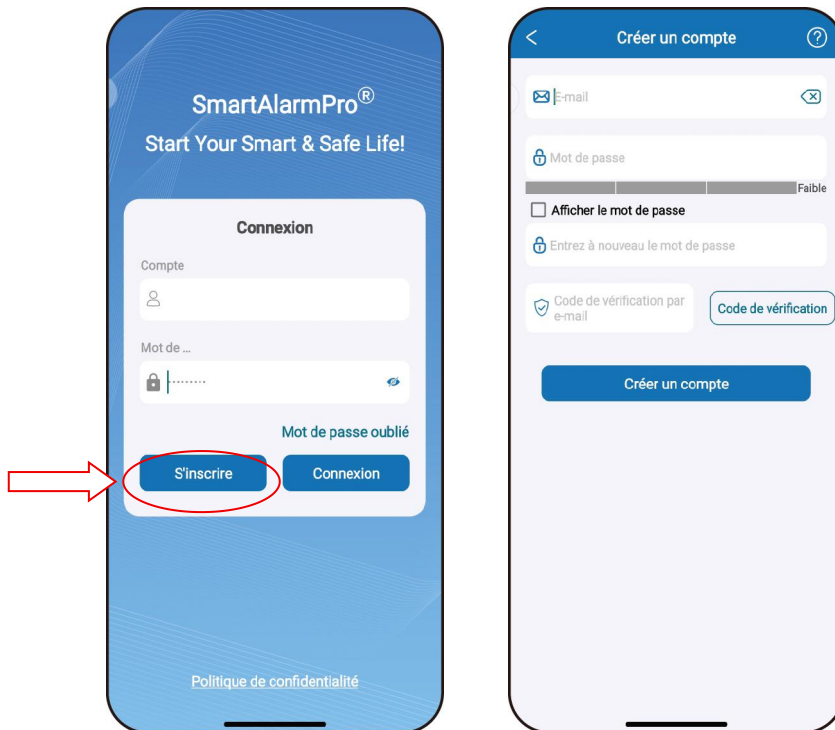 SmartAlarmPro®
Start Your Smart & Safe Life!
Connexion
Compte
Mot de ...
Mot de passe oublié
S'inscrire
Connexion
Politique de confidentialité
Créer un compte
E-mail
Mot de passe
Faible
Afficher le mot de passe
Entrez à nouveau le mot de passe
Code de vérification par
e-mail
Code de vérification
Créer un compte